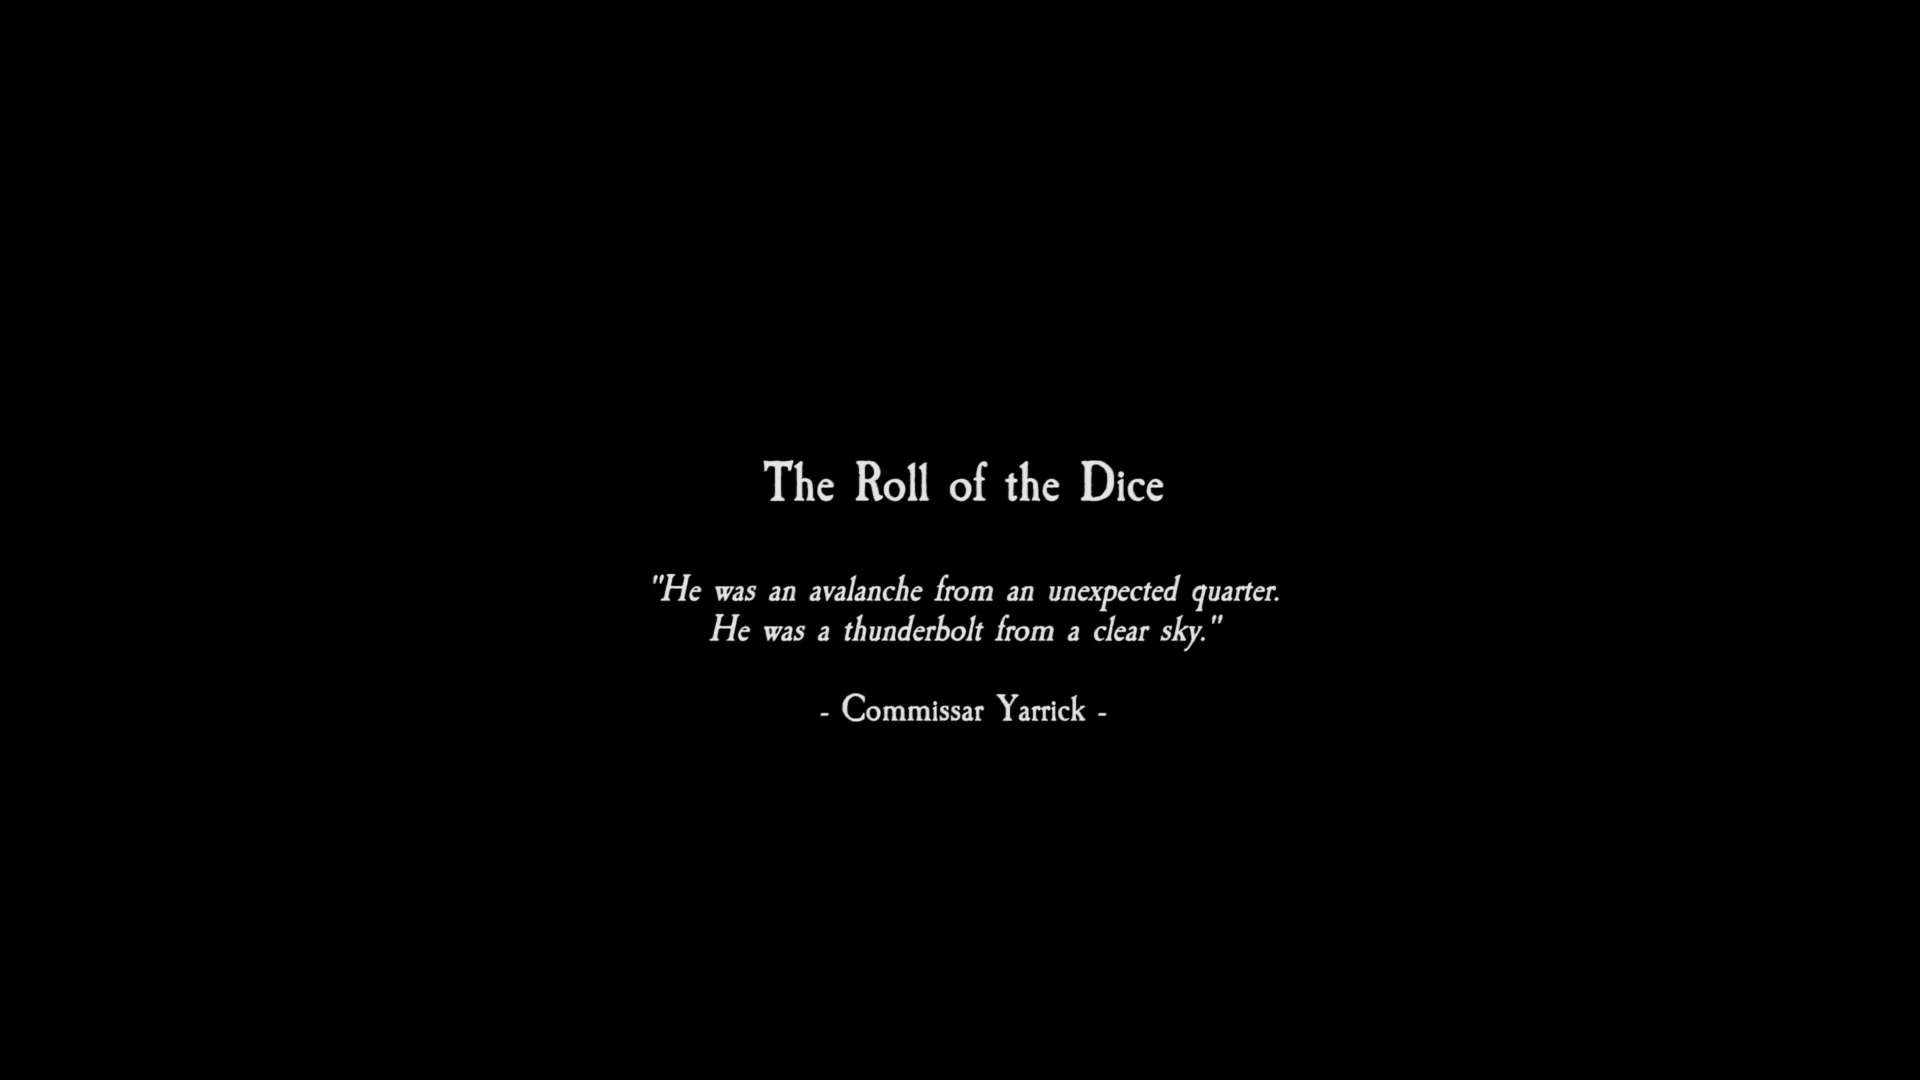 The Roll of the Dice
"He was an avalanche from an unexpected quarter.
He was a thunderbolt from a clear sky."
- Commissar Yarrick -